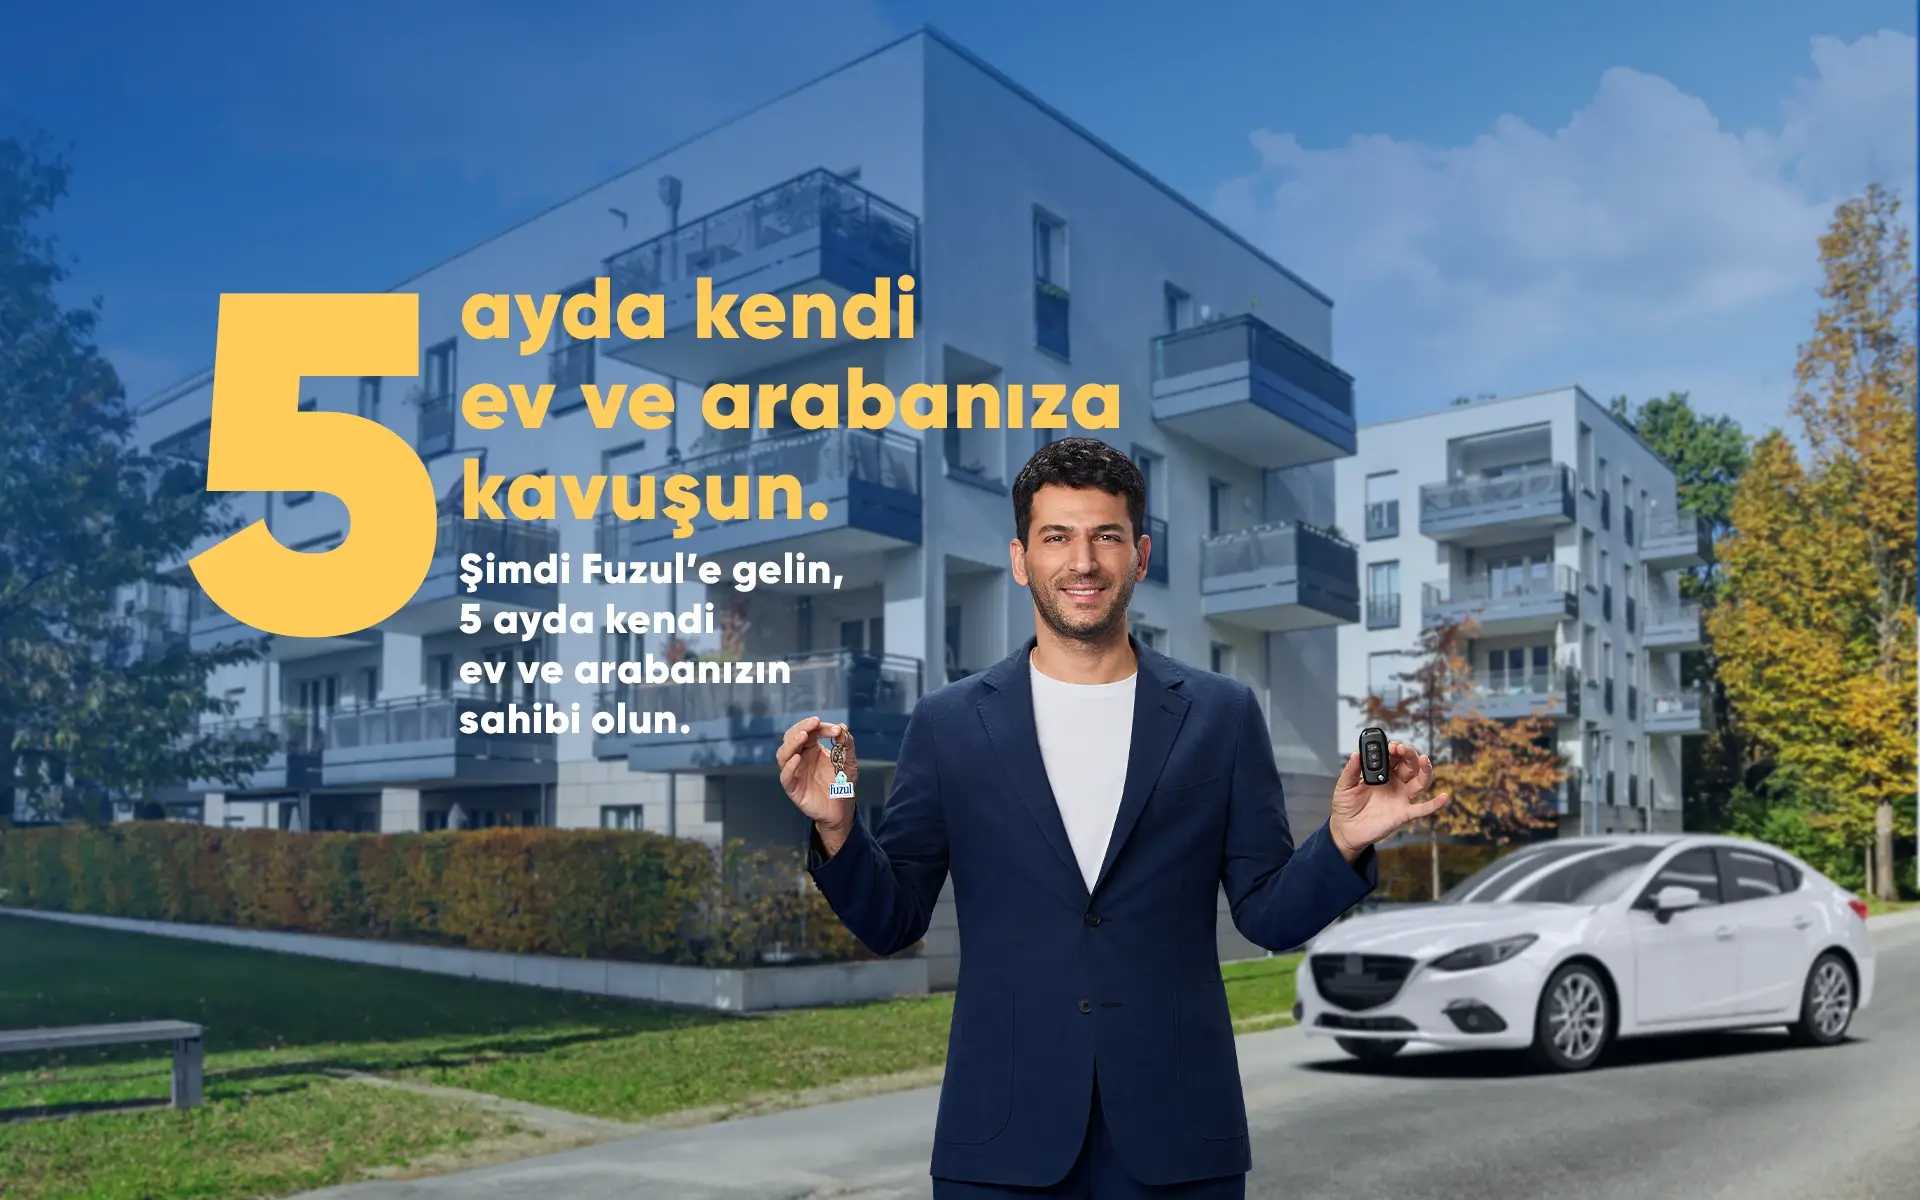 5 ayda kendi
ev ve arabanıza
kavuşun.
Şimdi Fuzul'e gelin,
5 ayda kendi
ev ve arabanızın
sahibi olun.
fuzul